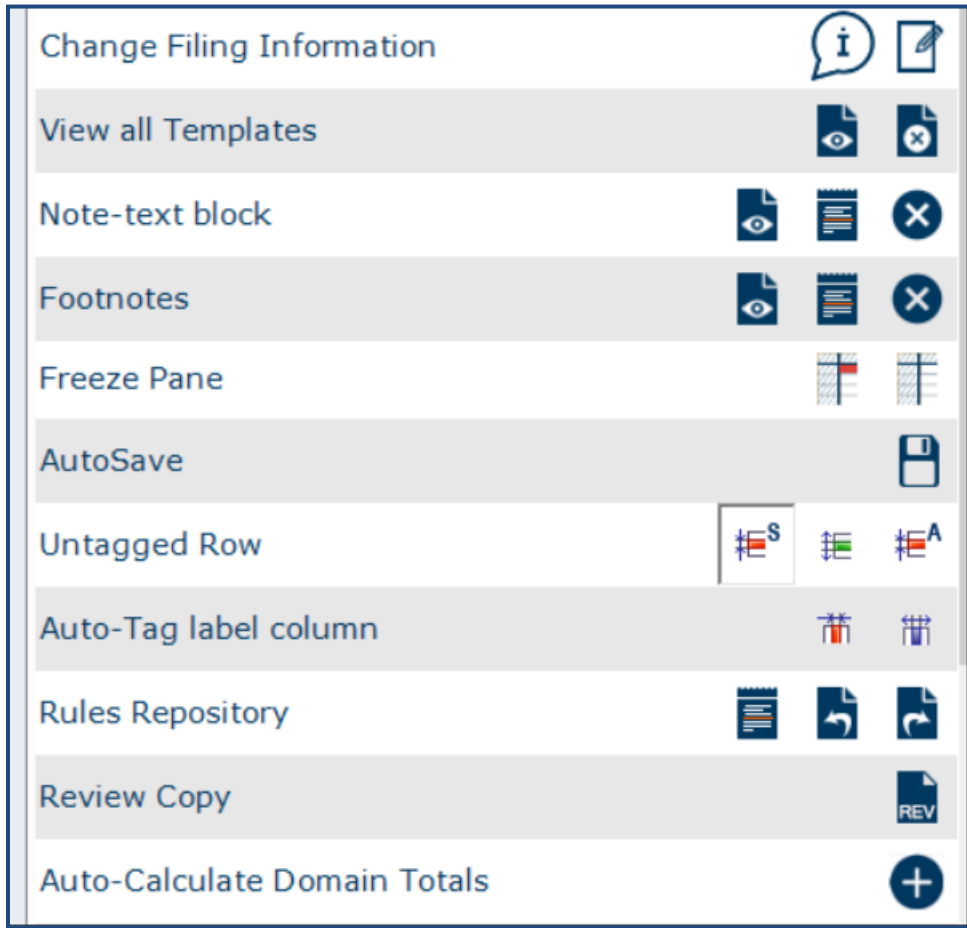 Change Filing Information i
View all Templates
Note-text block
Footnotes
Freeze Pane
AutoSave
Untagged Row S A
Auto-Tag label column
Rules Repository
Review Copy REV
Auto-Calculate Domain Totals